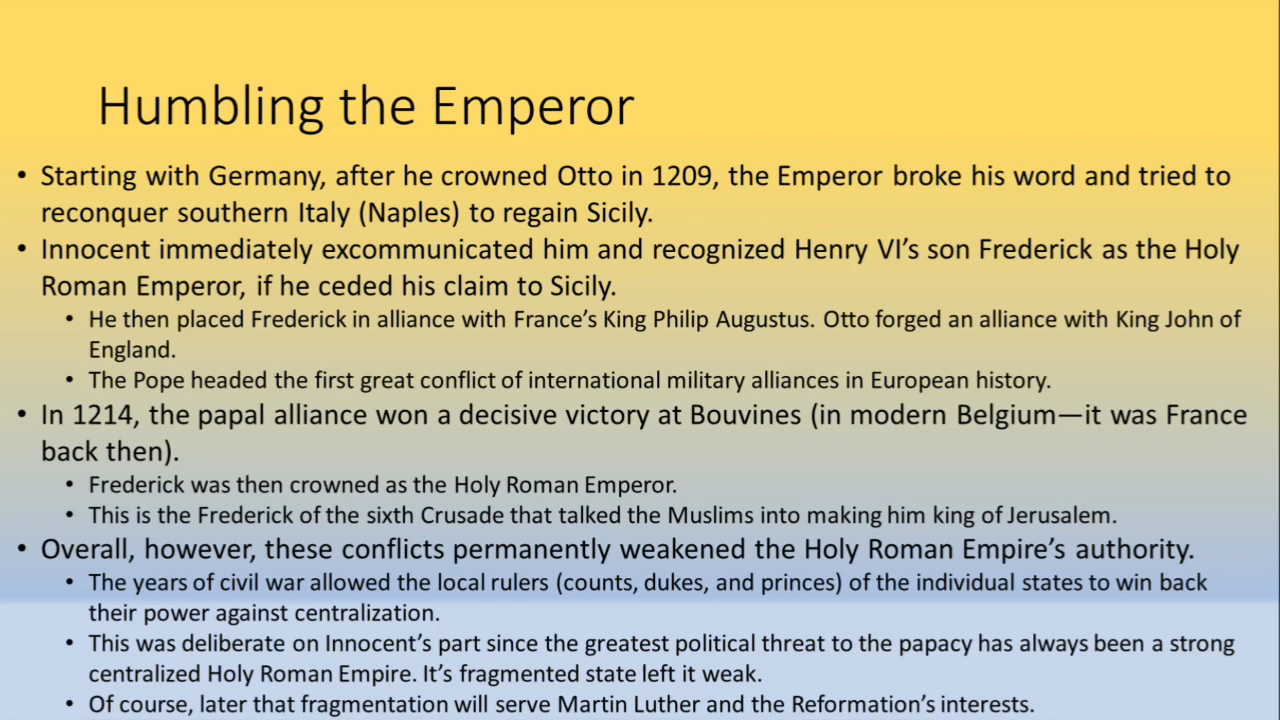 Humbling the Emperor
• Starting with Germany, after he crowned Otto in 1209, the Emperor broke his word and tried to
reconquer southern Italy (Naples) to regain Sicily.
• Innocent immediately excommunicated him and recognized Henry VI’s son Frederick as the Holy
Roman Emperor, if he ceded his claim to Sicily.
• He then placed Frederick in alliance with France’s King Philip Augustus. Otto forged an alliance with King John of
England.
• The Pope headed the first great conflict of international military alliances in European history.
• In 1214, the papal alliance won a decisive victory at Bouvines (in modern Belgium—it was France
back then).
• Frederick was then crowned as the Holy Roman Emperor.
• This is the Frederick of the sixth Crusade that talked the Muslims into making him king of Jerusalem.
• Overall, however, these conflicts permanently weakened the Holy Roman Empire’s authority.
• The years of civil war allowed the local rulers (counts, dukes, and princes) of the individual states to win back
their power against centralization.
• This was deliberate on Innocent’s part since the greatest political threat to the papacy has always been a strong
centralized Holy Roman Empire. It’s fragmented state left it weak.
• Of course, later that fragmentation will serve Martin Luther and the Reformation’s interests.